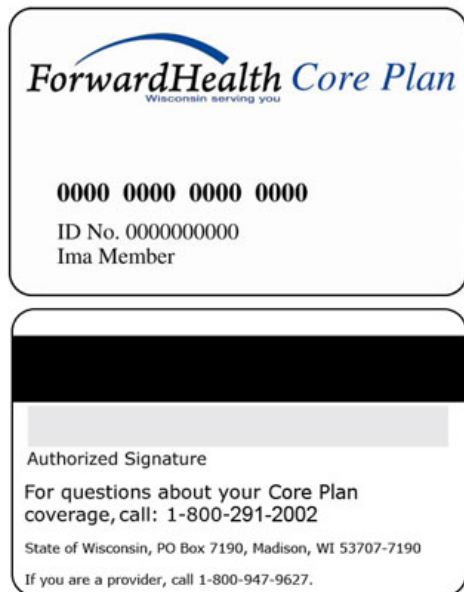 ForwardHealth Core Plan
Wisconsin serving you
0000 0000 0000 0000
ID No. 0000000000
Ima Member
Authorized Signature
For questions about your Core Plan
coverage, call: 1-800-291-2002
State of Wisconsin, PO Box 7190, Madison, WI 53707-7190
If you are a provider, call 1-800-947-9627.